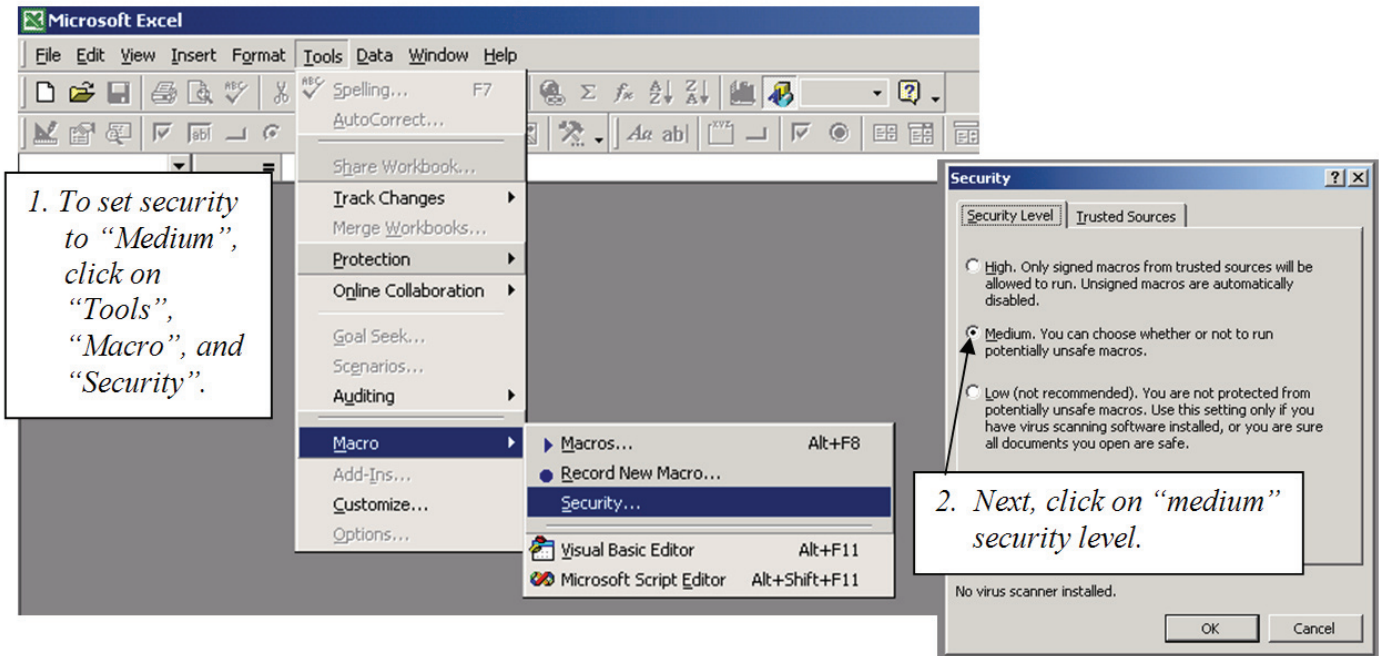 Microsoft Excel
File Edit View Insert Format Tools Data Window Help
ABC Spelling... F7
AutoCorrect...
Share Workbook...
Track Changes
Merge Workbooks...
Protection
Online Collaboration
Goal Seek...
Scenarios...
Auditing
Macro
Add-Ins...
Customize...
Options...
Macros... Alt+F8
Record New Macro...
Security...
Visual Basic Editor Alt+F11
Microsoft Script Editor Alt+Shift+F11
1. To set security
to “Medium”,
click on
“Tools”,
“Macro”, and
“Security”.
Security
Security Level Trusted Sources
High. Only signed macros from trusted sources will be
allowed to run. Unsigned macros are automatically
disabled.
Medium. You can choose whether or not to run
potentially unsafe macros.
Low (not recommended). You are not protected from
potentially unsafe macros. Use this setting only if you
have virus scanning software installed, or you are sure
all documents you open are safe.
2. Next, click on “medium”
security level.
No virus scanner installed.
OK Cancel